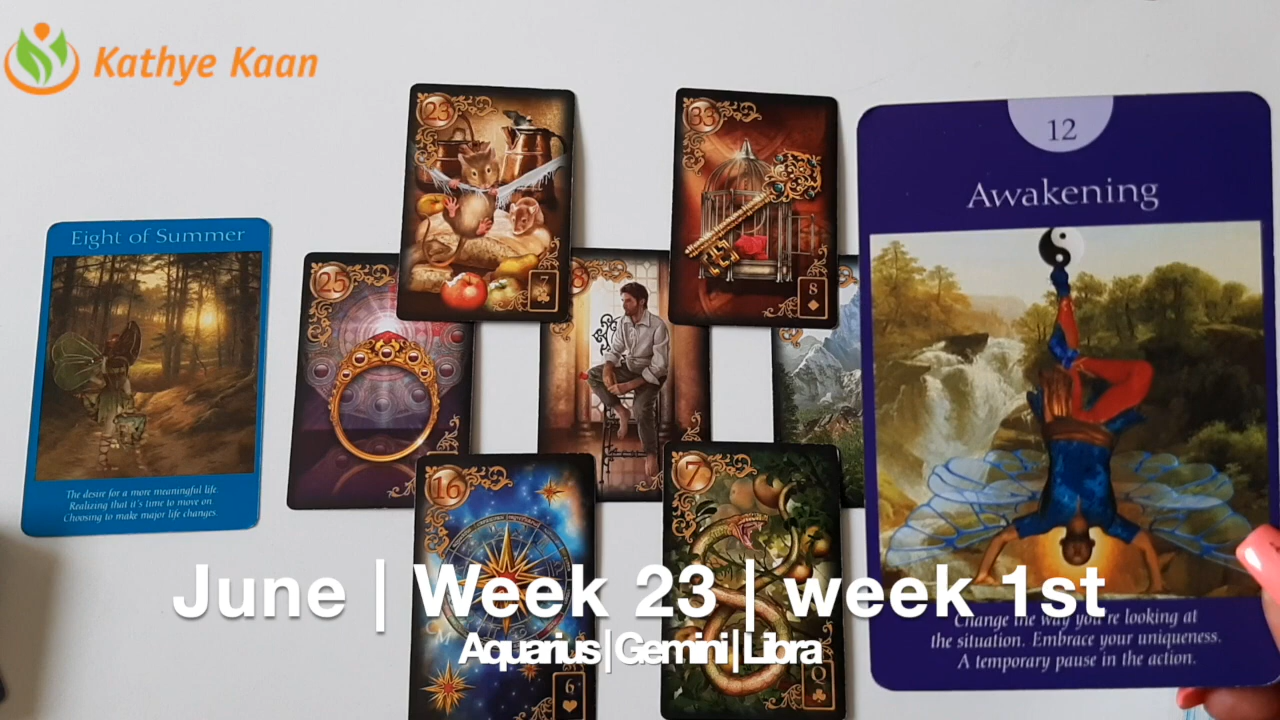 Kathye Kaan
23
7
33
8
12
Awakening
Eight of Summer
25
The desire for a more meaningful life.
Realizing that it's time to move on.
Choosing to make major life changes.
16
7
June | Week 23 | week 1st
Aquarius | Gemini | Libra
Change the way you're looking at
the situation. Embrace your uniqueness.
A temporary pause in the action.
6
Q